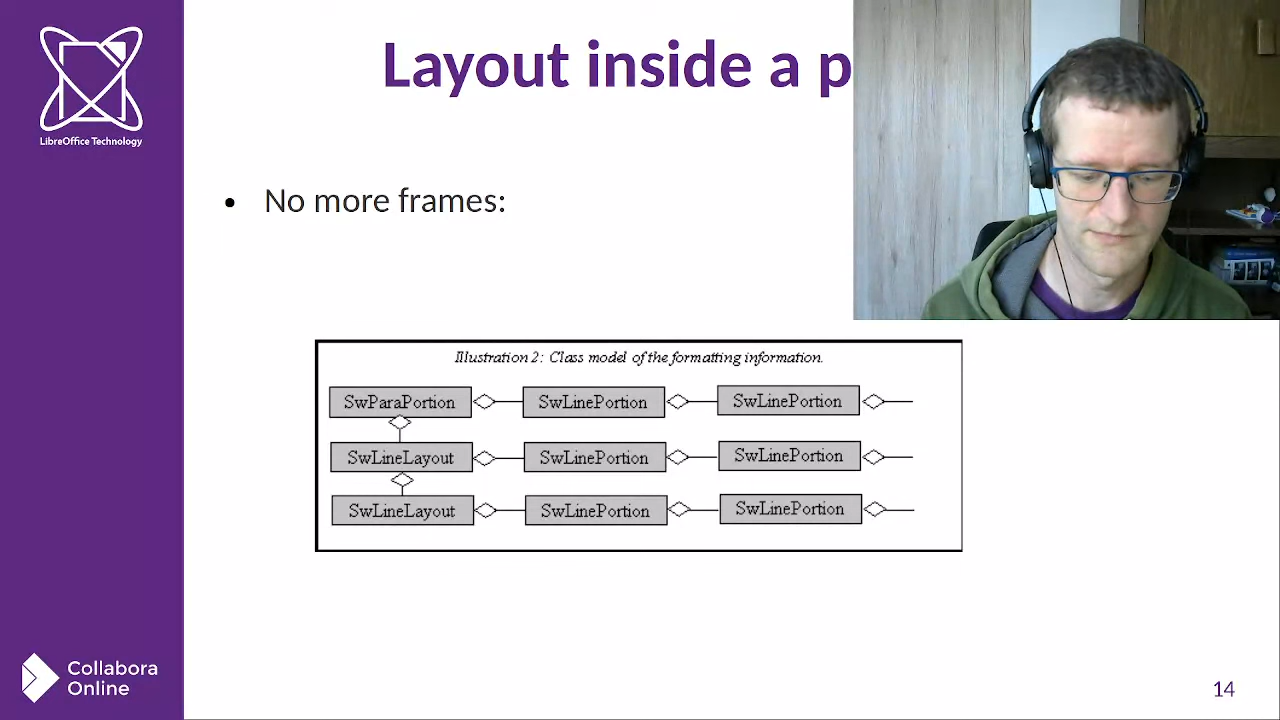 LibreOffice Technology
Layout inside a p
No more frames:
Illustration 2: Class model of the formatting information.
SwParaPortion SwLinePortion SwLinePortion
SwLineLayout SwLinePortion SwLinePortion
SwLineLayout SwLinePortion SwLinePortion
Collabora
Online
14